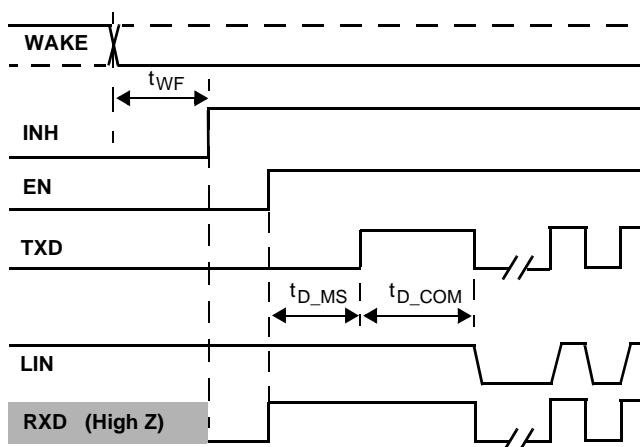 WAKE
tWF
INH
EN
TXD
tD_MS
tD_COM
LIN
RXD (High Z)